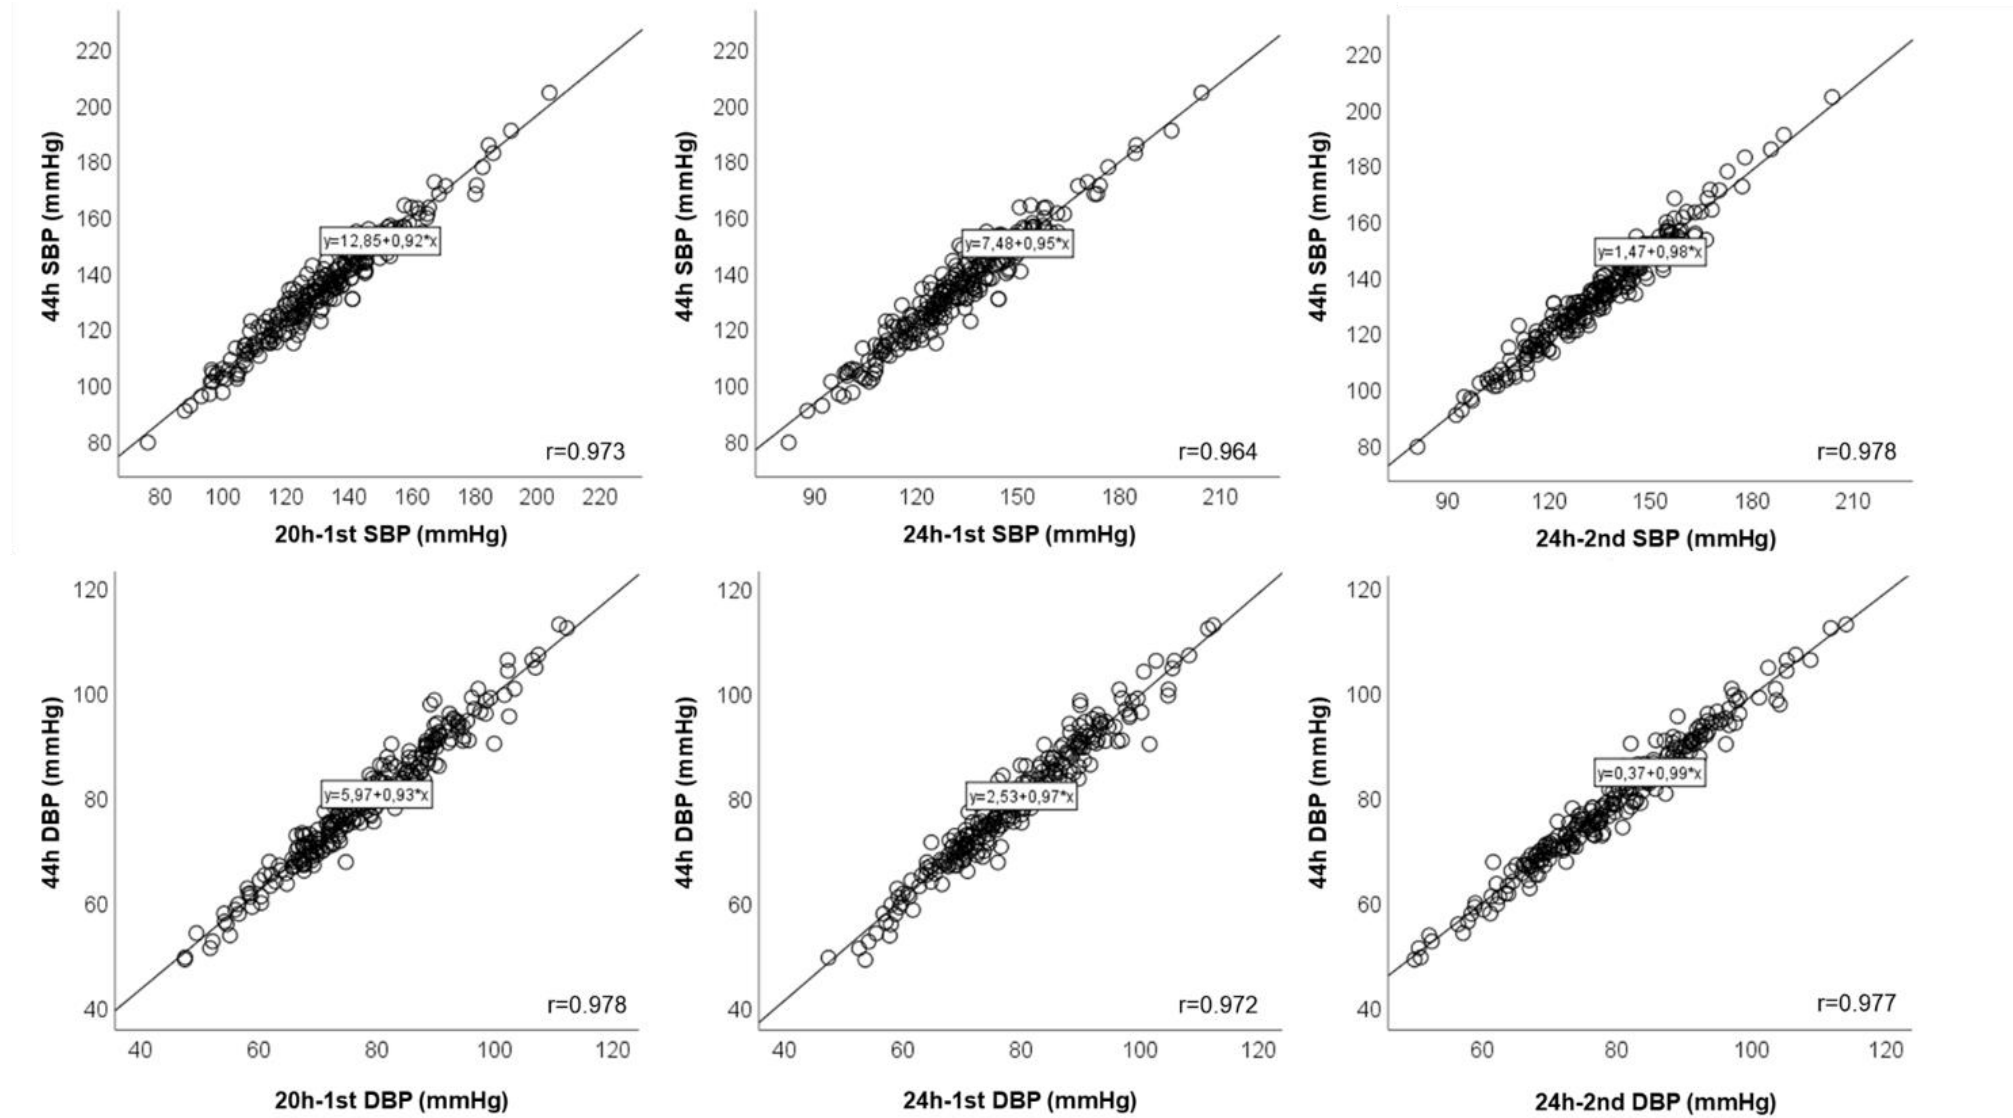 44h SBP (mmHg)
220
200
180
160
140
120
100
80
y=12,85+0,92*x
r=0.973
80 100 120 140 160 180 200 220
20h-1st SBP (mmHg)
44h SBP (mmHg)
220
200
180
160
140
120
100
80
y=7,48+0,95*x
r=0.964
90 120 150 180 210
24h-1st SBP (mmHg)
44h SBP (mmHg)
220
200
180
160
140
120
100
80
y=1,47+0,98*x
r=0.978
90 120 150 180 210
24h-2nd SBP (mmHg)
44h DBP (mmHg)
120
100
80
60
40
y=5,97+0,93*x
r=0.978
40 60 80 100 120
20h-1st DBP (mmHg)
44h DBP (mmHg)
120
100
80
60
40
y=2,53+0,97*x
r=0.972
40 60 80 100 120
24h-1st DBP (mmHg)
44h DBP (mmHg)
120
100
80
60
40
y=0,37+0,99*x
r=0.977
60 80 100 120
24h-2nd DBP (mmHg)